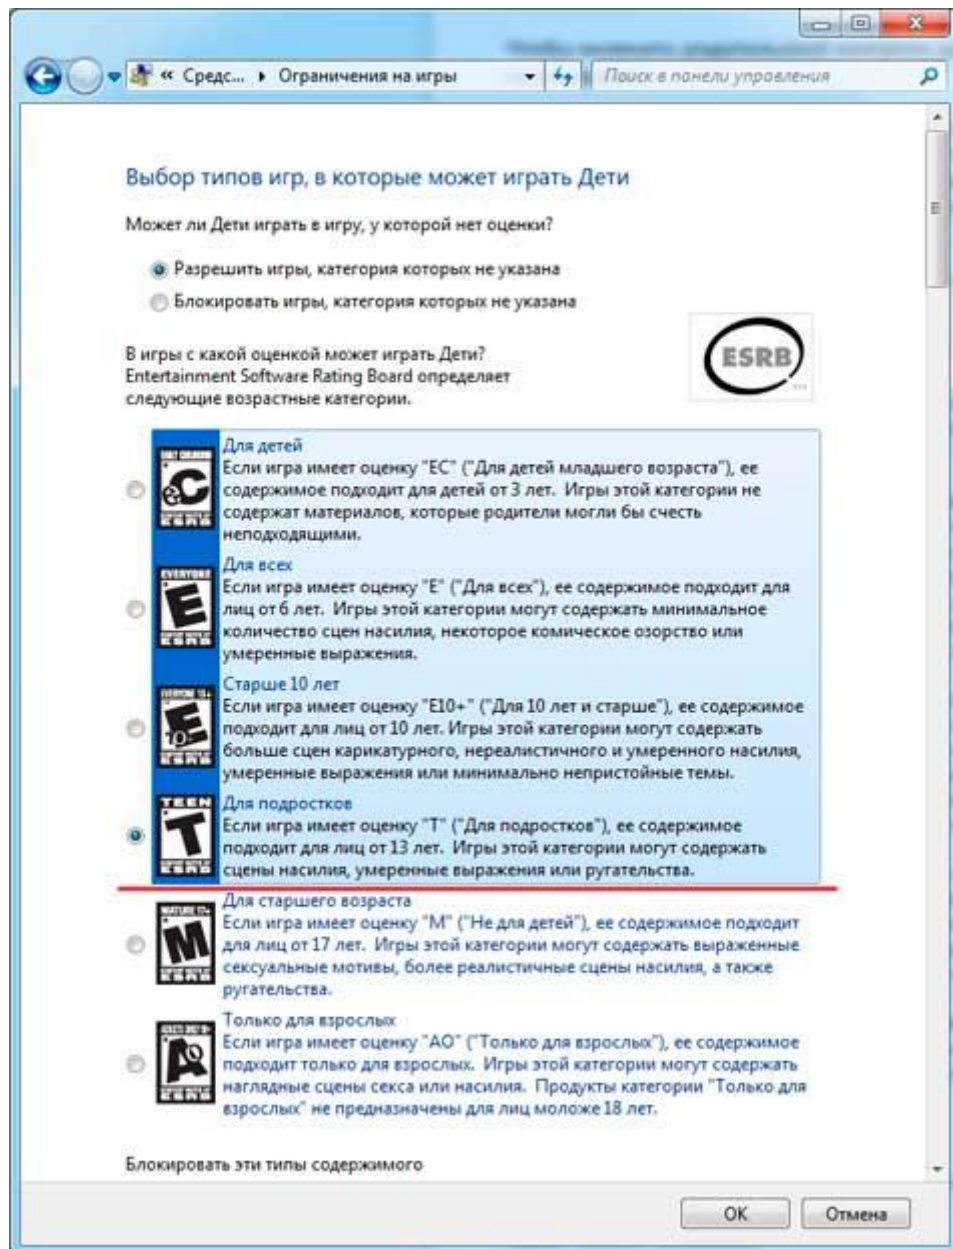 « Средс... ▸ Ограничения на игры
Поиск в панели управления
Выбор типов игр, в которые может играть Дети
Может ли Дети играть в игру, у которой нет оценки?
Разрешить игры, категория которых не указана
Блокировать игры, категория которых не указана
В игры с какой оценкой может играть Дети?
Entertainment Software Rating Board определяет
следующие возрастные категории.
ESRB
Для детей
Если игра имеет оценку "EC" ("Для детей младшего возраста"), ее
содержимое подходит для детей от 3 лет. Игры этой категории не
содержат материалов, которые родители могли бы счесть
неподходящими.
eC
ESRB
Для всех
Если игра имеет оценку "E" ("Для всех"), ее содержимое подходит для
лиц от 6 лет. Игры этой категории могут содержать минимальное
количество сцен насилия, некоторое комическое озорство или
умеренные выражения.
EVERYONE
E
ESRB
Старше 10 лет
Если игра имеет оценку "E10+" ("Для 10 лет и старше"), ее содержимое
подходит для лиц от 10 лет. Игры этой категории могут содержать
больше сцен карикатурного, нереалистичного и умеренного насилия,
умеренные выражения или минимально непристойные темы.
EVERYONE 10+
E
ESRB
Для подростков
Если игра имеет оценку "T" ("Для подростков"), ее содержимое
подходит для лиц от 13 лет. Игры этой категории могут содержать
сцены насилия, умеренные выражения или ругательства.
TEEN
T
ESRB
Для старшего возраста
Если игра имеет оценку "M" ("Не для детей"), ее содержимое подходит
для лиц от 17 лет. Игры этой категории могут содержать выраженные
сексуальные мотивы, более реалистичные сцены насилия, а также
ругательства.
MATURE 17+
M
ESRB
Только для взрослых
Если игра имеет оценку "AO" ("Только для взрослых"), ее содержимое
подходит только для взрослых. Игры этой категории могут содержать
наглядные сцены секса или насилия. Продукты категории "Только для
взрослых" не предназначены для лиц моложе 18 лет.
AO
ESRB
Блокировать эти типы содержимого
OK
Отмена